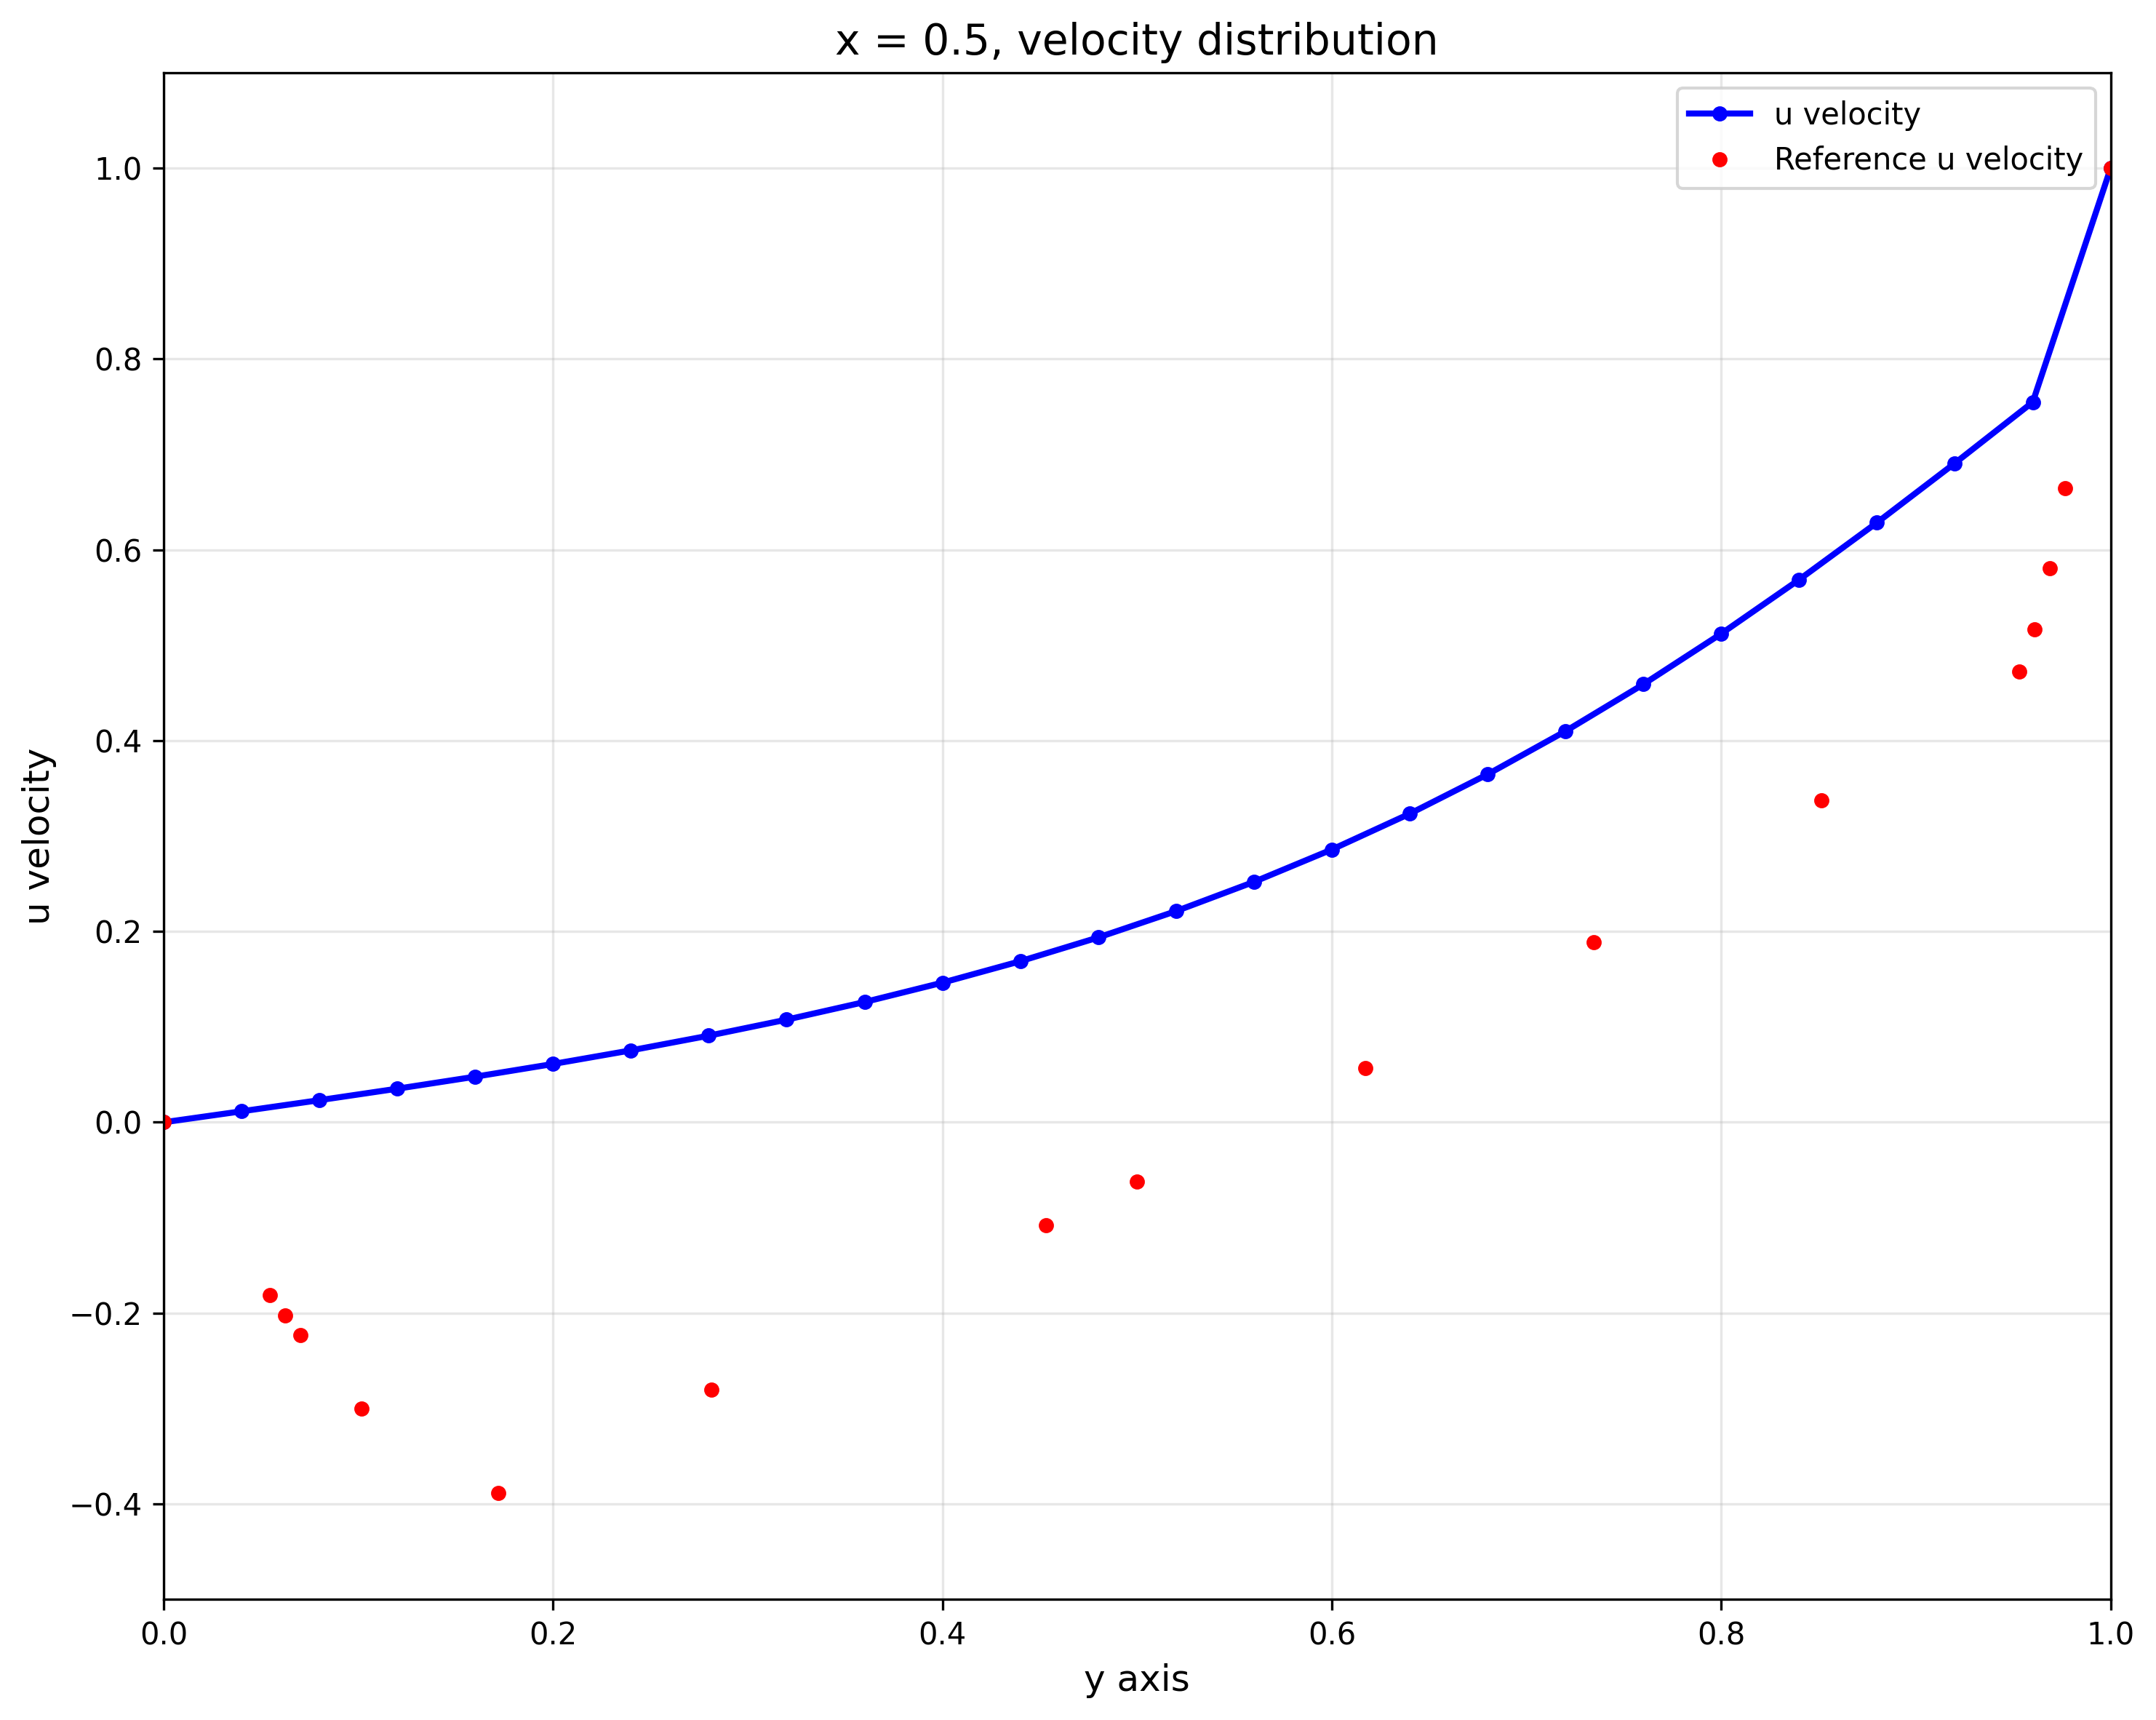 x = 0.5, velocity distribution
u velocity
Reference u velocity
1.0
0.8
0.6
0.4
0.2
0.0
−0.2
−0.4
u velocity
0.0 0.2 0.4 0.6 0.8 1.0
y axis